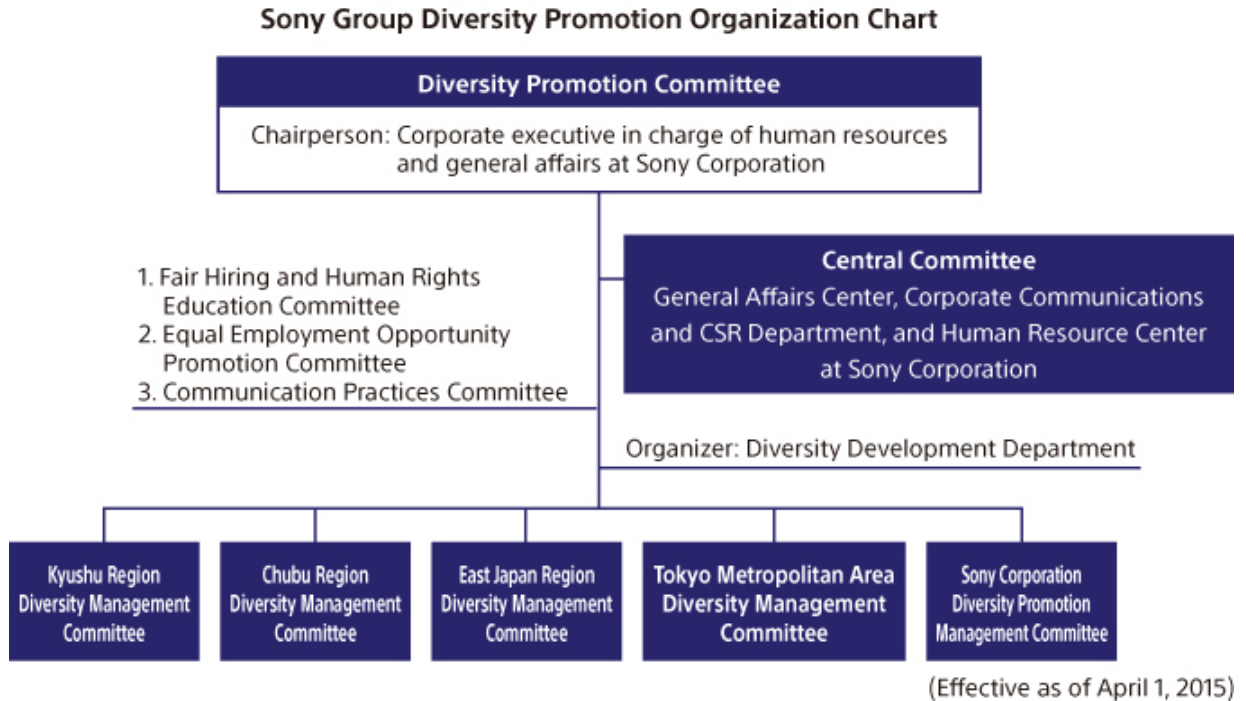 Sony Group Diversity Promotion Organization Chart
Diversity Promotion Committee
Chairperson: Corporate executive in charge of human resources
and general affairs at Sony Corporation
1. Fair Hiring and Human Rights
Education Committee
2. Equal Employment Opportunity
Promotion Committee
3. Communication Practices Committee
Central Committee
General Affairs Center, Corporate Communications
and CSR Department, and Human Resource Center
at Sony Corporation
Organizer: Diversity Development Department
Kyushu Region
Diversity Management
Committee
Chubu Region
Diversity Management
Committee
East Japan Region
Diversity Management
Committee
Tokyo Metropolitan Area
Diversity Management
Committee
Sony Corporation
Diversity Promotion
Management Committee
(Effective as of April 1, 2015)